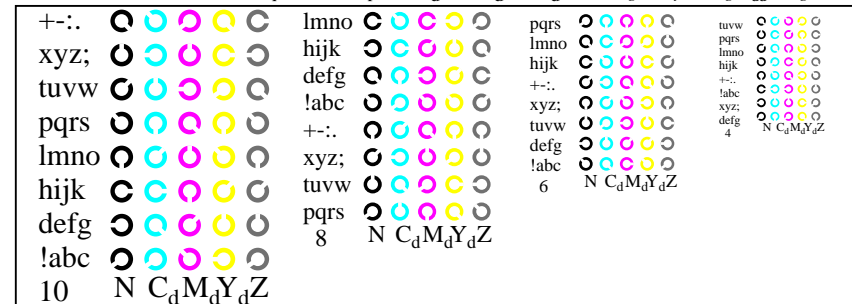 +-:.
xyz;
tuvw
pqrs
lmno
hijk
defg
!abc
10 N CdMdYdZ
lmno
hijk
defg
!abc
+-:.
xyz;
tuvw
pqrs
8 N CdMdYdZ
pqrs
lmno
hijk
+-:.
xyz;
tuvw
defg
!abc
6 N CdMdYdZ
tuvw
pqrs
lmno
hijk
+-:.
!abc
xyz;
defg
4 N CdMdYdZ